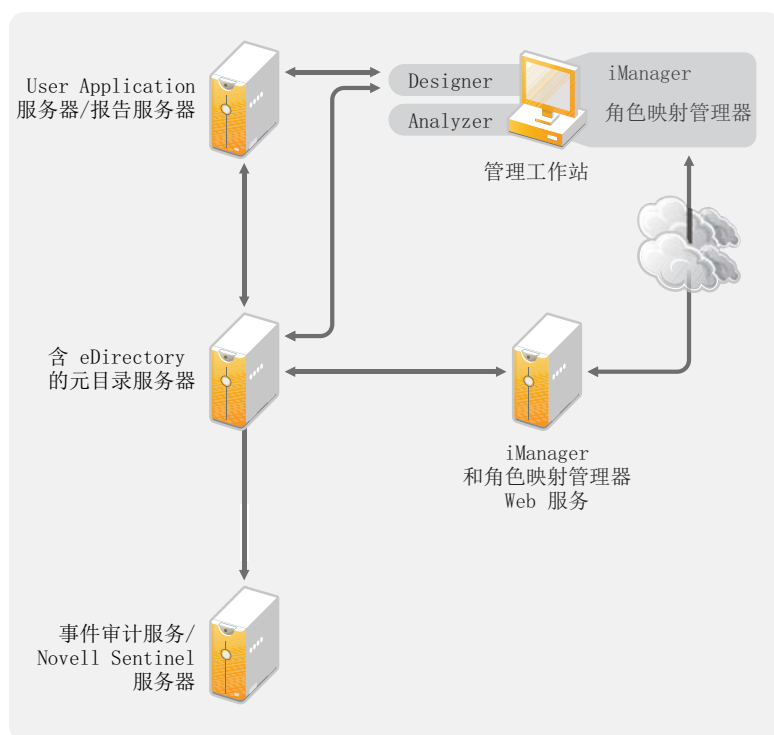 User Application
服务器/报告服务器
Designer
Analyzer
iManager
角色映射管理器
管理工作站
含 eDirectory
的元目录服务器
iManager
和角色映射管理器
Web 服务
事件审计服务/
Novell Sentinel
服务器